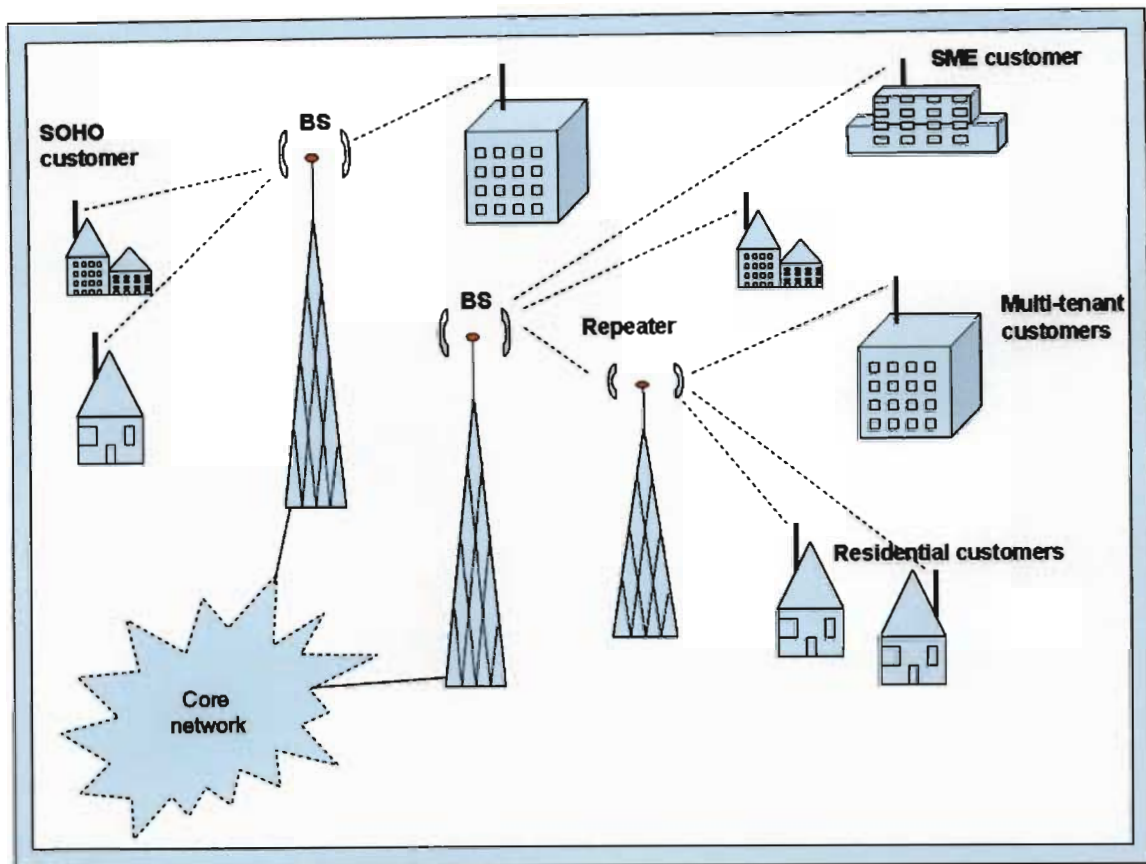 SME customer
BS
SOHO
customer
BS
Repeater
Multi-tenant
customers
Residential customers
Core
network